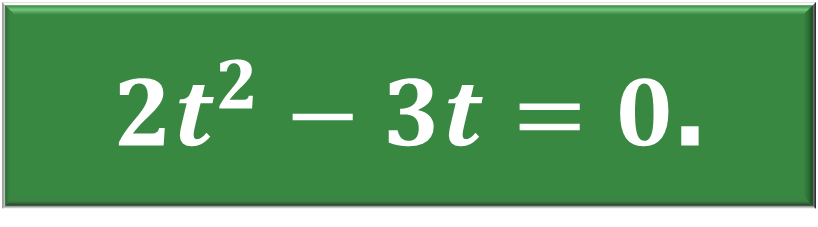 2t² − 3t = 0.